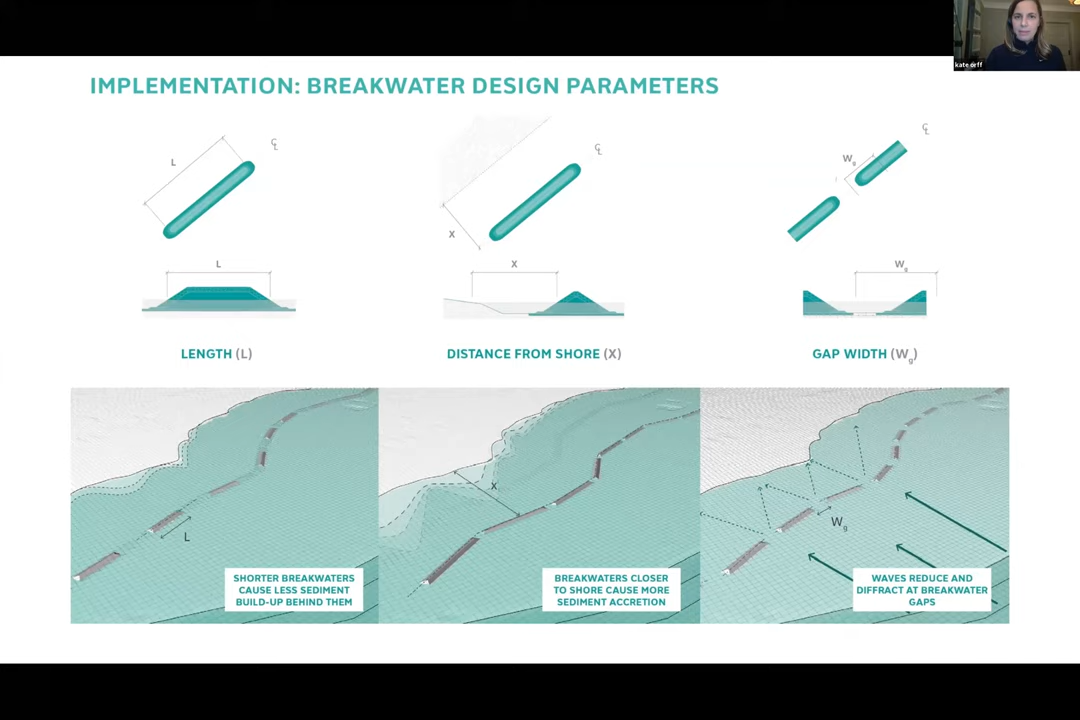 kate orff
IMPLEMENTATION: BREAKWATER DESIGN PARAMETERS
L
℄
X
℄
Wg
℄
L
X
Wg
LENGTH (L)
DISTANCE FROM SHORE (X)
GAP WIDTH (Wg)
L
SHORTER BREAKWATERS
CAUSE LESS SEDIMENT
BUILD-UP BEHIND THEM
X
BREAKWATERS CLOSER
TO SHORE CAUSE MORE
SEDIMENT ACCRETION
Wg
WAVES REDUCE AND
DIFFRACT AT BREAKWATER
GAPS